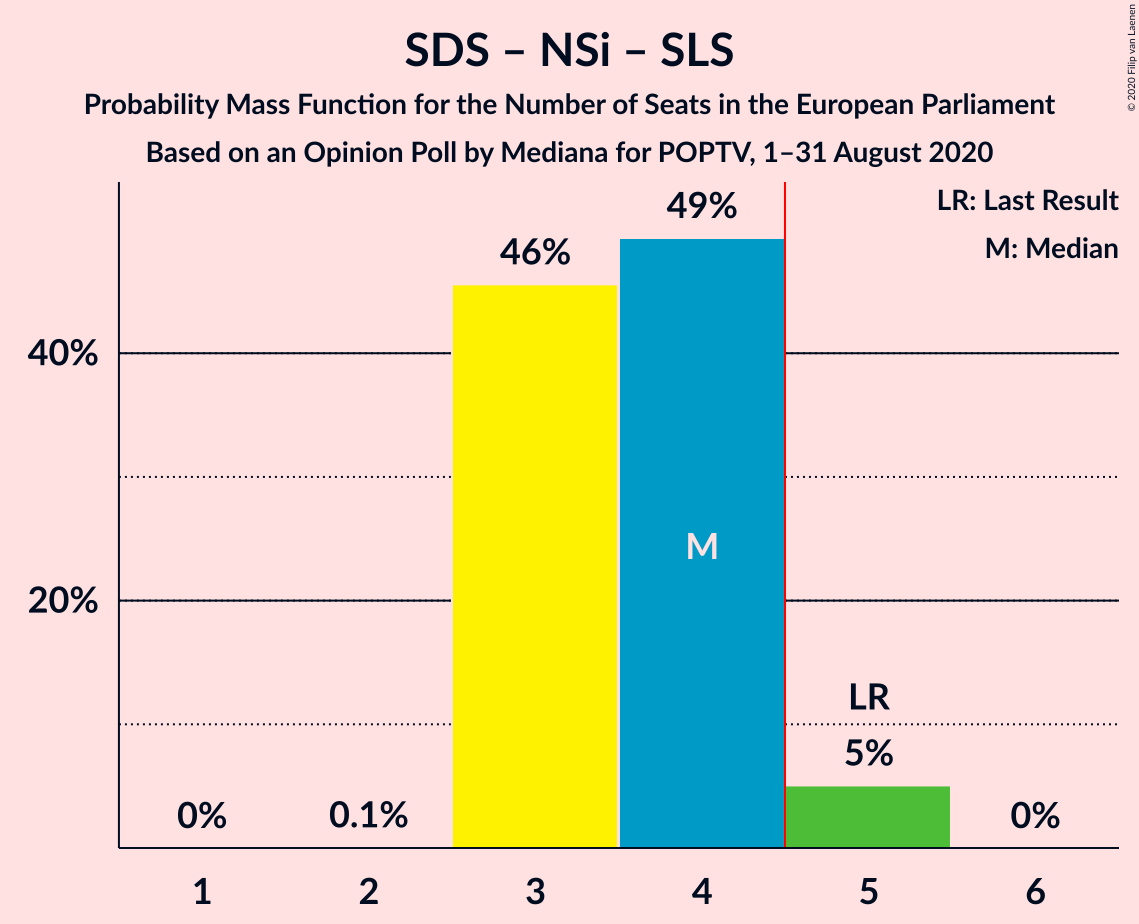 SDS – NSi – SLS
Probability Mass Function for the Number of Seats in the European Parliament
Based on an Opinion Poll by Mediana for POPTV, 1–31 August 2020
© 2020 Filip van Laenen
LR: Last Result
M: Median
49%
46%
40%
M
20%
LR
5%
0%
0.1%
0%
1
2
3
4
5
6